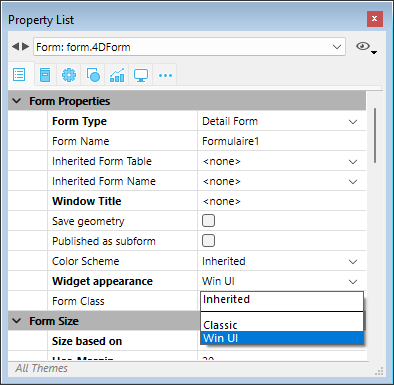 Property List
Form: form.4DForm
Form Properties
Form Type Detail Form
Form Name Formulaire1
Inherited Form Table <none>
Inherited Form Name <none>
Window Title <none>
Save geometry
Published as subform
Color Scheme Inherited
Widget appearance Win UI
Form Class
Inherited
Classic
Win UI
Form Size
Size based on
All Themes